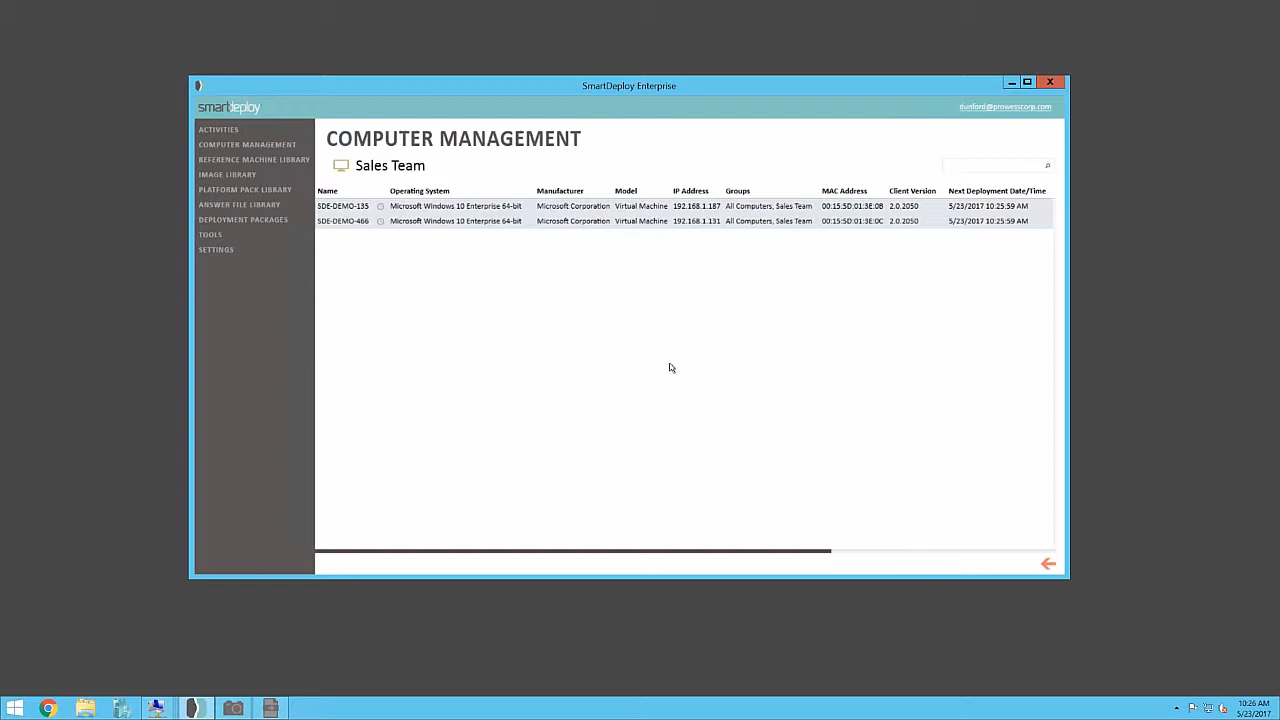 SmartDeploy Enterprise
smartdeploy
dunford@prowesscorp.com
ACTIVITIES
COMPUTER MANAGEMENT
REFERENCE MACHINE LIBRARY
IMAGE LIBRARY
PLATFORM PACK LIBRARY
ANSWER FILE LIBRARY
DEPLOYMENT PACKAGES
TOOLS
SETTINGS
COMPUTER MANAGEMENT
Sales Team
Name Operating System Manufacturer Model IP Address Groups MAC Address Client Version Next Deployment Date/Time
SDE-DEMO-135 Microsoft Windows 10 Enterprise 64-bit Microsoft Corporation Virtual Machine 192.168.1.187 All Computers, Sales Team 00:15:5D:01:3E:0B 2.0.2050 5/23/2017 10:25:59 AM
SDE-DEMO-466 Microsoft Windows 10 Enterprise 64-bit Microsoft Corporation Virtual Machine 192.168.1.131 All Computers, Sales Team 00:15:5D:01:3E:0C 2.0.2050 5/23/2017 10:25:59 AM
10:26 AM
5/23/2017